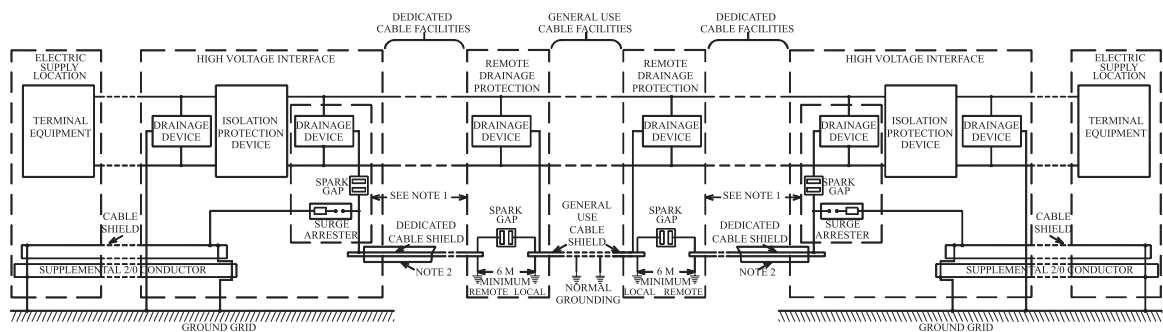 DEDICATED
CABLE FACILITIES
GENERAL USE
CABLE FACILITIES
DEDICATED
CABLE FACILITIES
ELECTRIC
SUPPLY
LOCATION
HIGH VOLTAGE INTERFACE
REMOTE
DRAINAGE
PROTECTION
REMOTE
DRAINAGE
PROTECTION
HIGH VOLTAGE INTERFACE
ELECTRIC
SUPPLY
LOCATION
TERMINAL
EQUIPMENT
DRAINAGE
DEVICE
ISOLATION
PROTECTION
DEVICE
DRAINAGE
DEVICE
DRAINAGE
DEVICE
DRAINAGE
DEVICE
DRAINAGE
DEVICE
ISOLATION
PROTECTION
DEVICE
DRAINAGE
DEVICE
TERMINAL
EQUIPMENT
SPARK
GAP
SEE NOTE 1
SEE NOTE 1
SPARK
GAP
CABLE
SHIELD
SURGE
ARRESTER
DEDICATED
CABLE SHIELD
SPARK
GAP
GENERAL
USE
CABLE
SHIELD
SPARK
GAP
DEDICATED
CABLE SHIELD
SURGE
ARRESTER
CABLE
SHIELD
SUPPLEMENTAL 2/0 CONDUCTOR
NOTE 2
6 M
MINIMUM
REMOTE LOCAL
NORMAL
GROUNDING
6 M
MINIMUM
LOCAL REMOTE
NOTE 2
SUPPLEMENTAL 2/0 CONDUCTOR
GROUND GRID
GROUND GRID